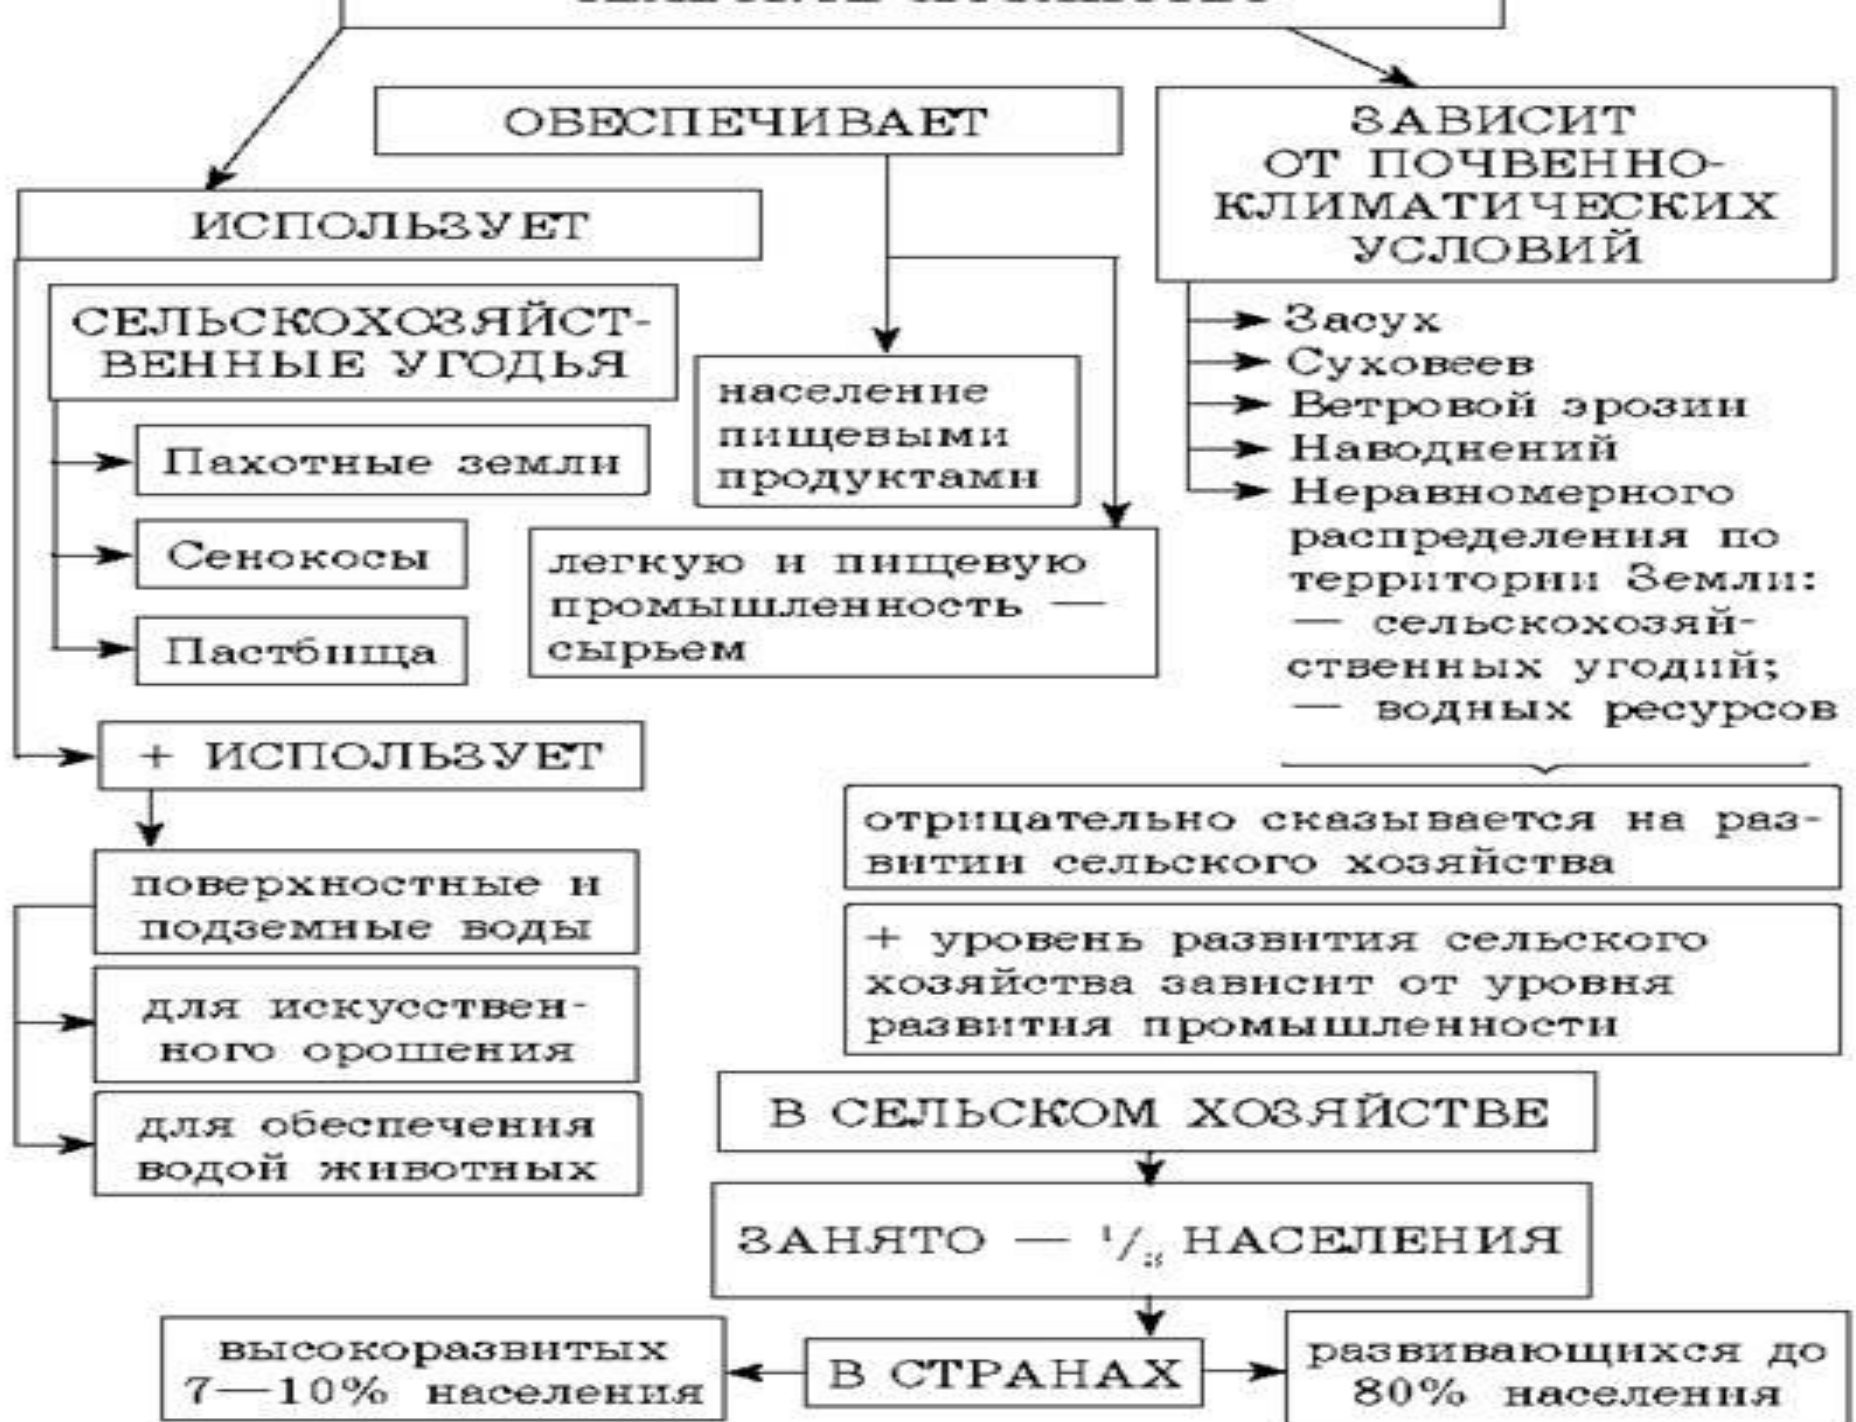 ОБЕСПЕЧИВАЕТ
ИСПОЛЬЗУЕТ
СЕЛЬСКОХОЗЯЙСТ-
ВЕННЫЕ УГОДЬЯ
Пахотные земли
Сенокосы
Пастбища
население
пищевыми
продуктами
легкую и пищевую
промышленность —
сырьем
ЗАВИСИТ
ОТ ПОЧВЕННО-
КЛИМАТИЧЕСКИХ
УСЛОВИЙ
Засух
Суховеев
Ветровой эрозии
Наводнений
Неравномерного
распределения по
территории Земли:
— сельскохозяй-
ственных угодий;
— водных ресурсов
+ ИСПОЛЬЗУЕТ
поверхностные и
подземные воды
для искусствен-
ного орошения
для обеспечения
водой животных
отрицательно сказывается на раз-
витии сельского хозяйства
+ уровень развития сельского
хозяйства зависит от уровня
развития промышленности
В СЕЛЬСКОМ ХОЗЯЙСТВЕ
ЗАНЯТО — НАСЕЛЕНИЯ
В СТРАНАХ
высокоразвитых
7—10% населения
развивающихся до
80% населения